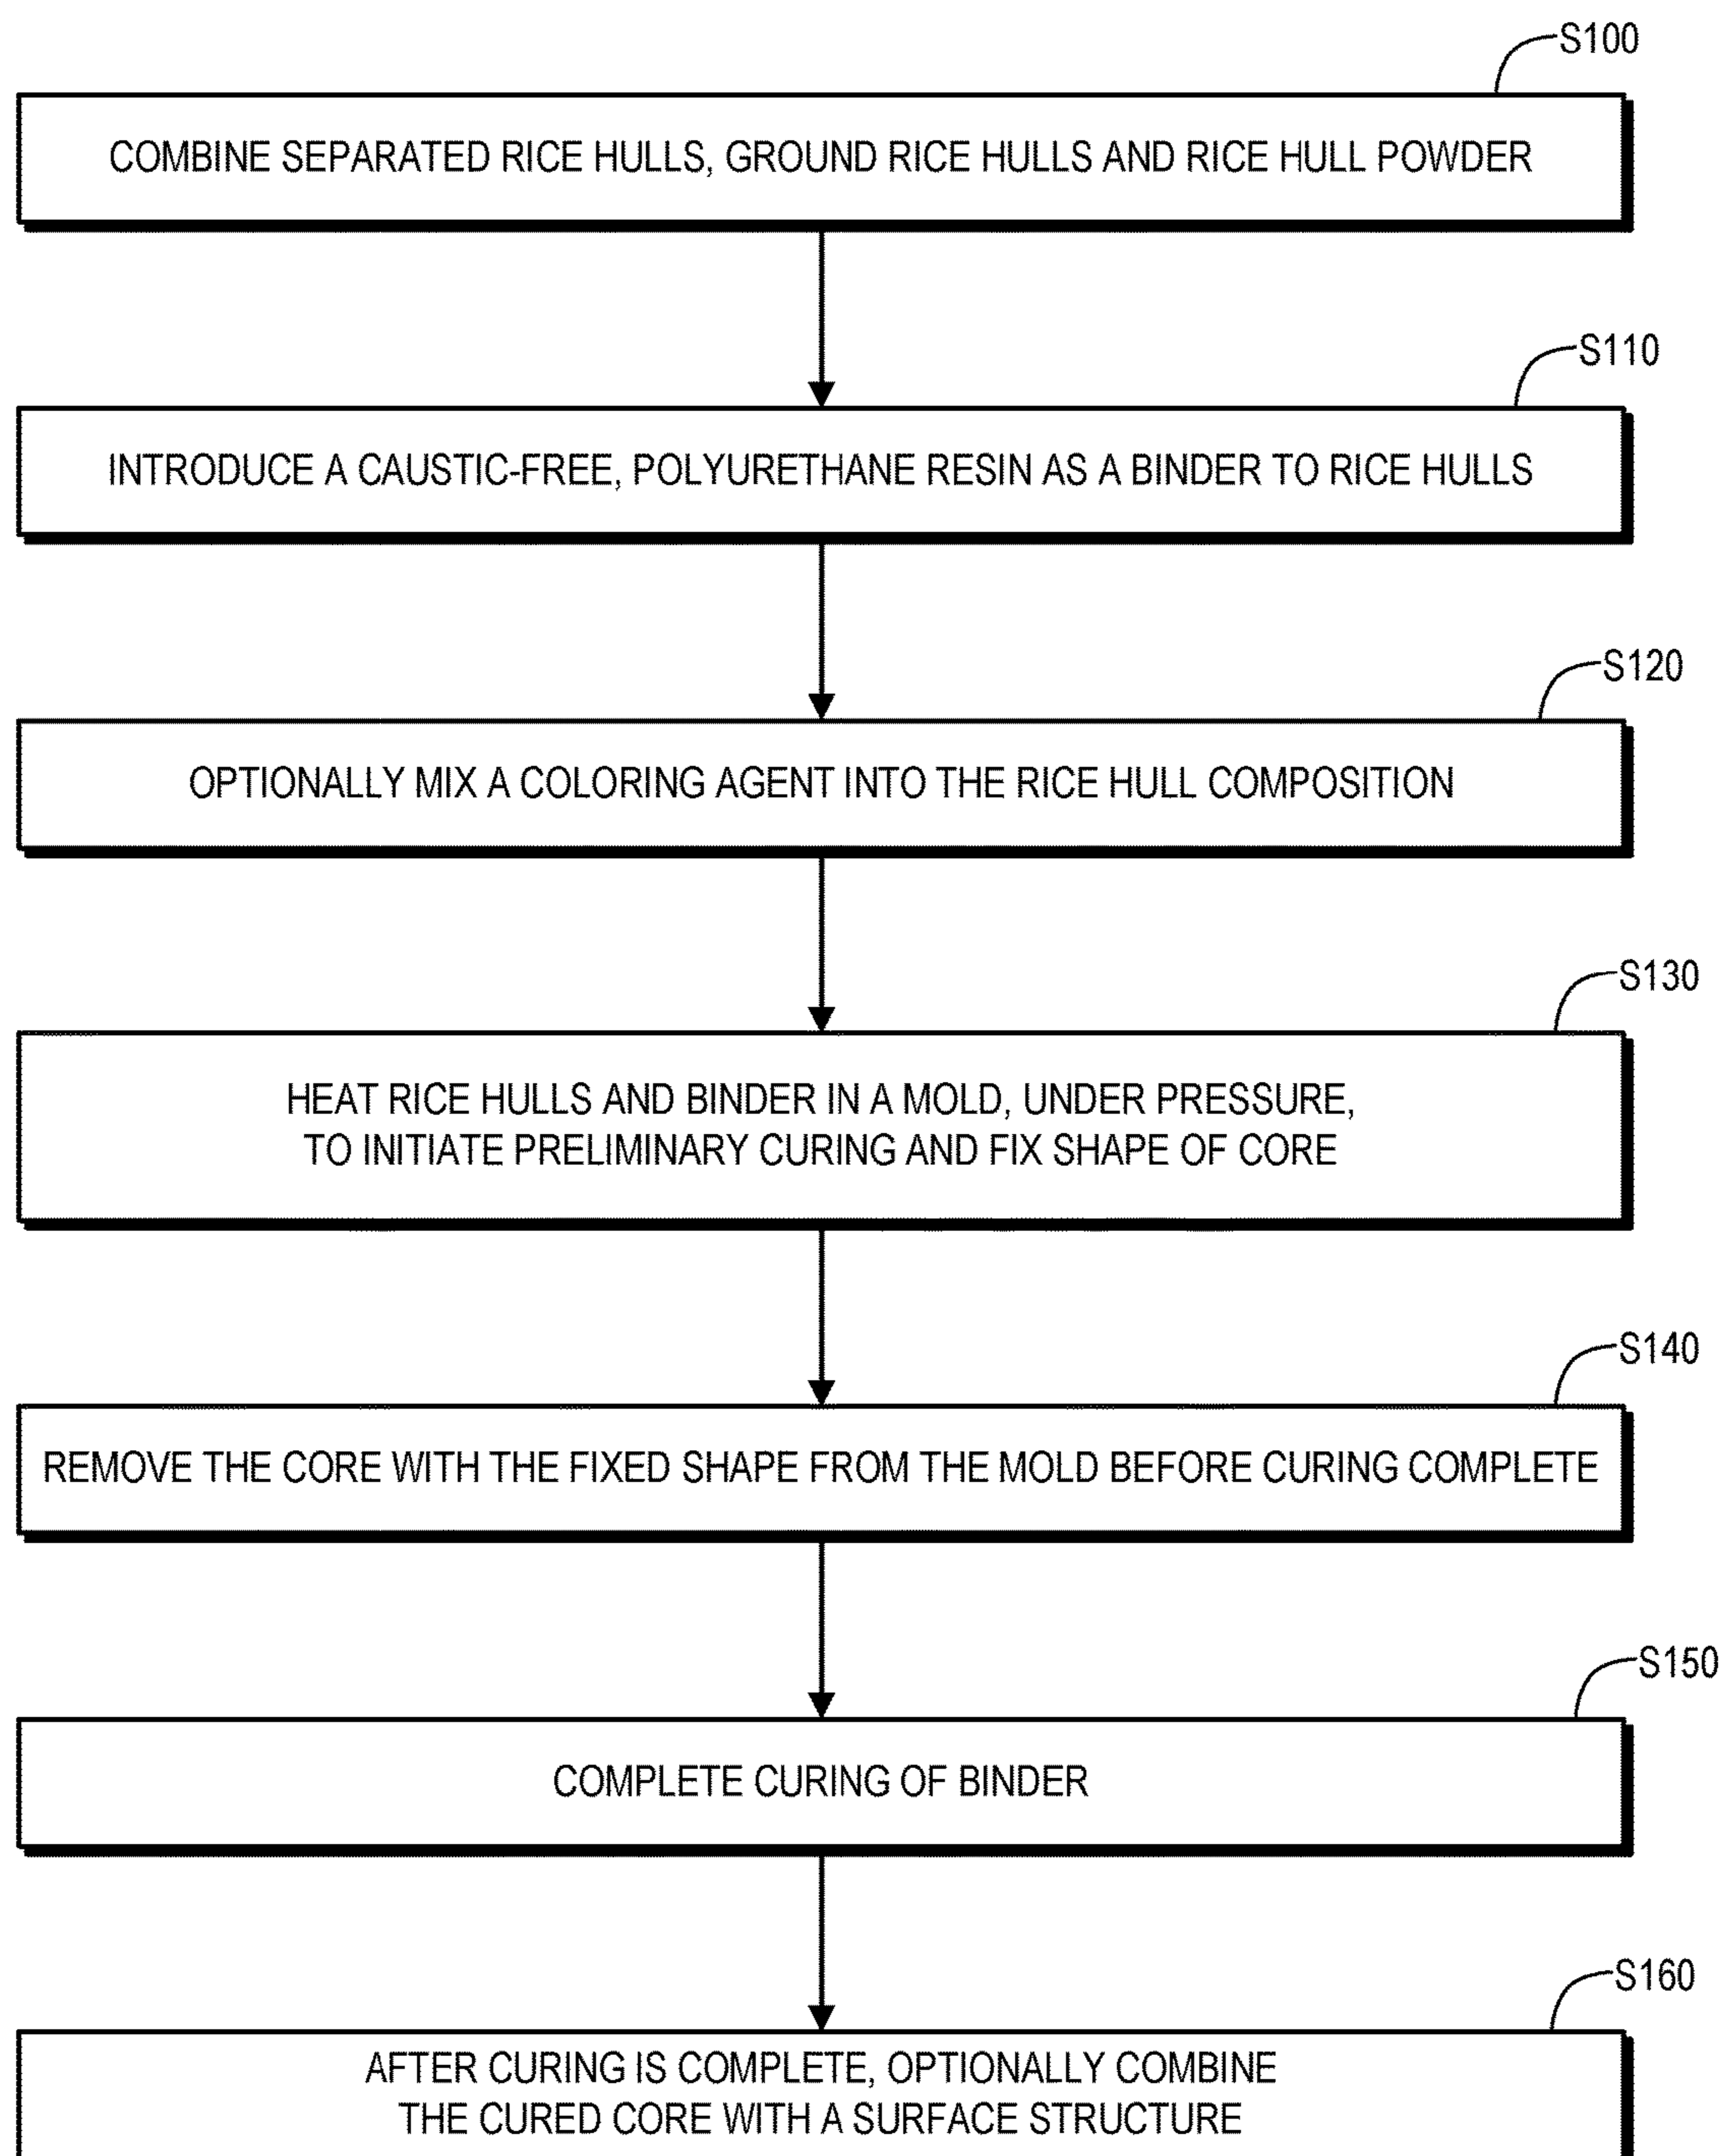 S100
COMBINE SEPARATED RICE HULLS, GROUND RICE HULLS AND RICE HULL POWDER
S110
INTRODUCE A CAUSTIC-FREE, POLYURETHANE RESIN AS A BINDER TO RICE HULLS
S120
OPTIONALLY MIX A COLORING AGENT INTO THE RICE HULL COMPOSITION
S130
HEAT RICE HULLS AND BINDER IN A MOLD, UNDER PRESSURE,
TO INITIATE PRELIMINARY CURING AND FIX SHAPE OF CORE
S140
REMOVE THE CORE WITH THE FIXED SHAPE FROM THE MOLD BEFORE CURING COMPLETE
S150
COMPLETE CURING OF BINDER
S160
AFTER CURING IS COMPLETE, OPTIONALLY COMBINE
THE CURED CORE WITH A SURFACE STRUCTURE